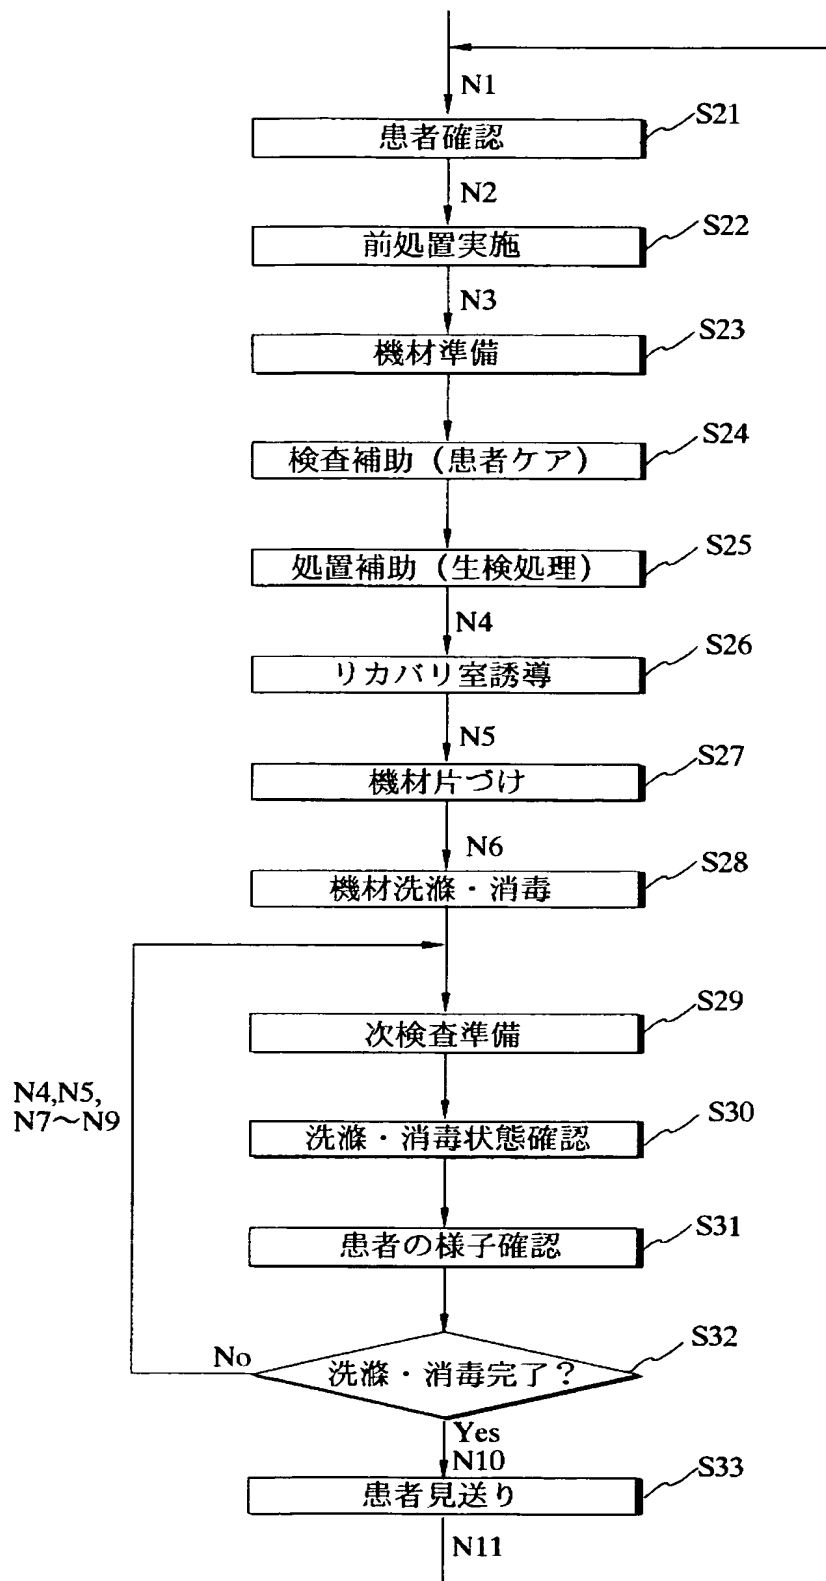 N1
S21
患者確認
N2
S22
前処置実施
N3
S23
機材準備
S24
検査補助（患者ケア）
S25
処置補助（生検処理）
N4
S26
リカバリ室誘導
N5
S27
機材片づけ
N6
S28
機材洗滌・消毒
S29
次検査準備
N4,N5,
N7〜N9
S30
洗滌・消毒状態確認
S31
患者の様子確認
S32
No
洗滌・消毒完了？
Yes
N10
S33
患者見送り
N11